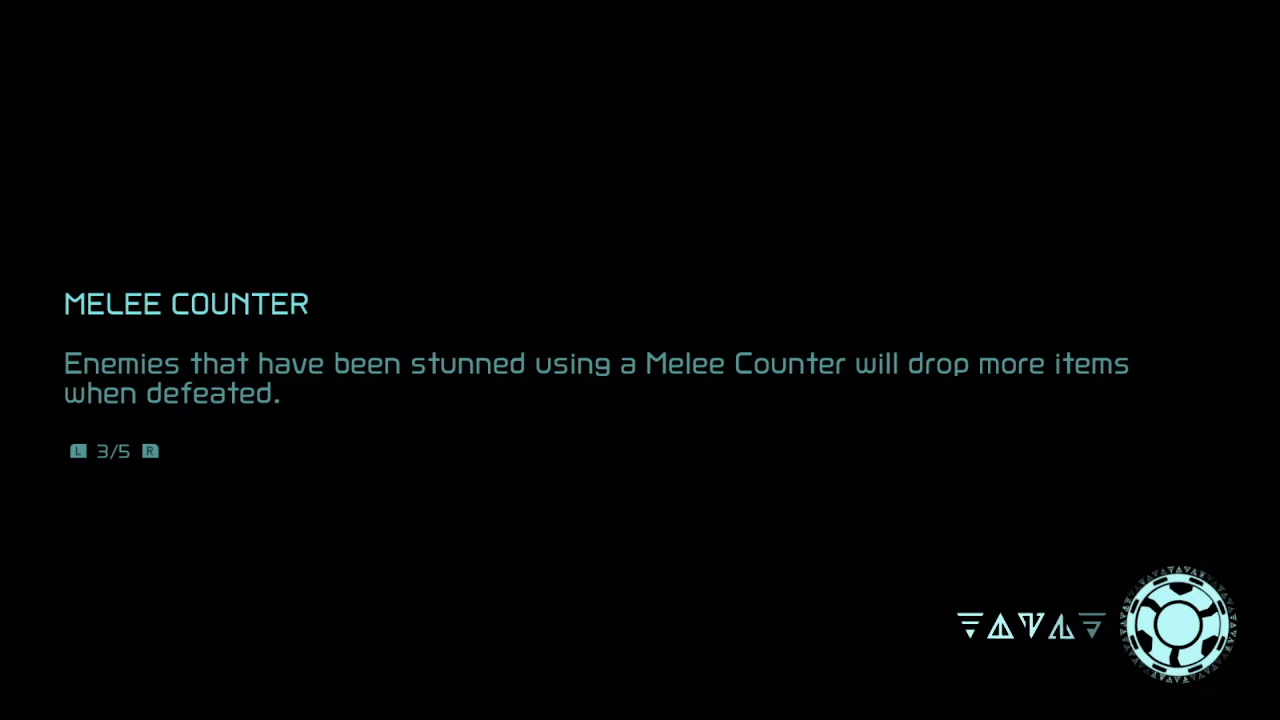 MELEE COUNTER
Enemies that have been stunned using a Melee Counter will drop more items
when defeated.
L 3/5 R